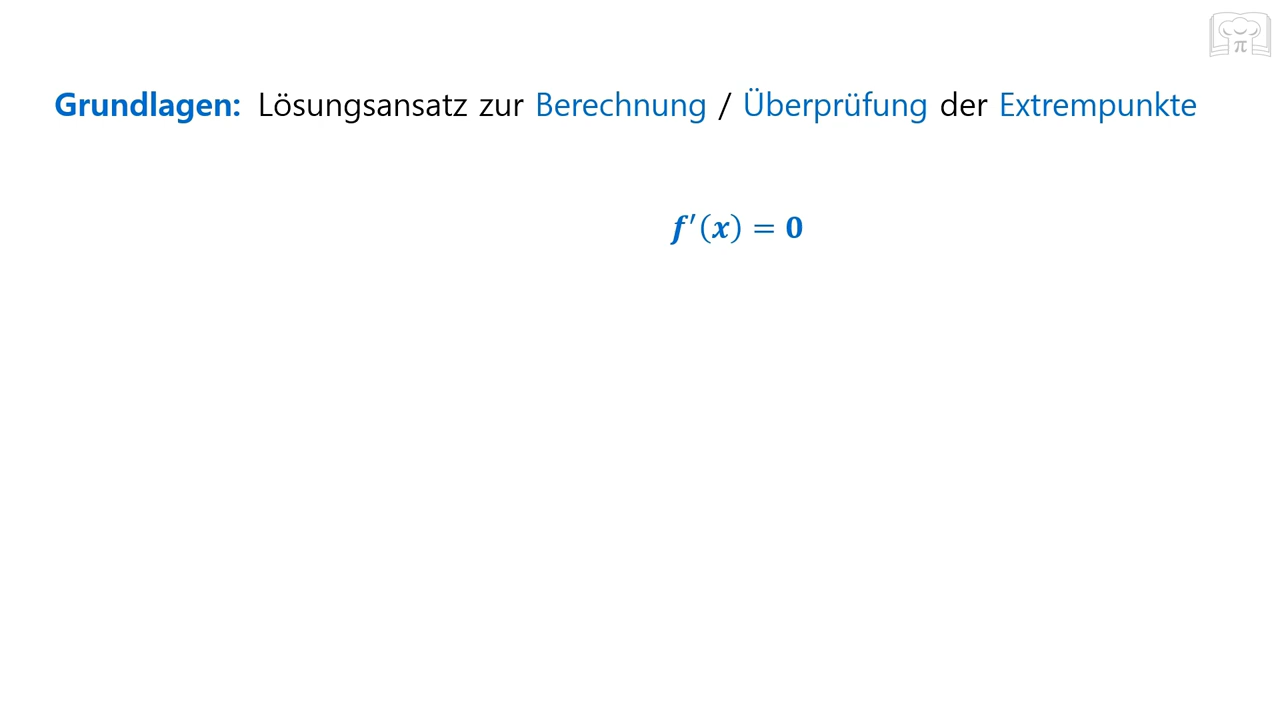 Grundlagen: Lösungsansatz zur Berechnung / Überprüfung der Extrempunkte
f′(x) = 0
π